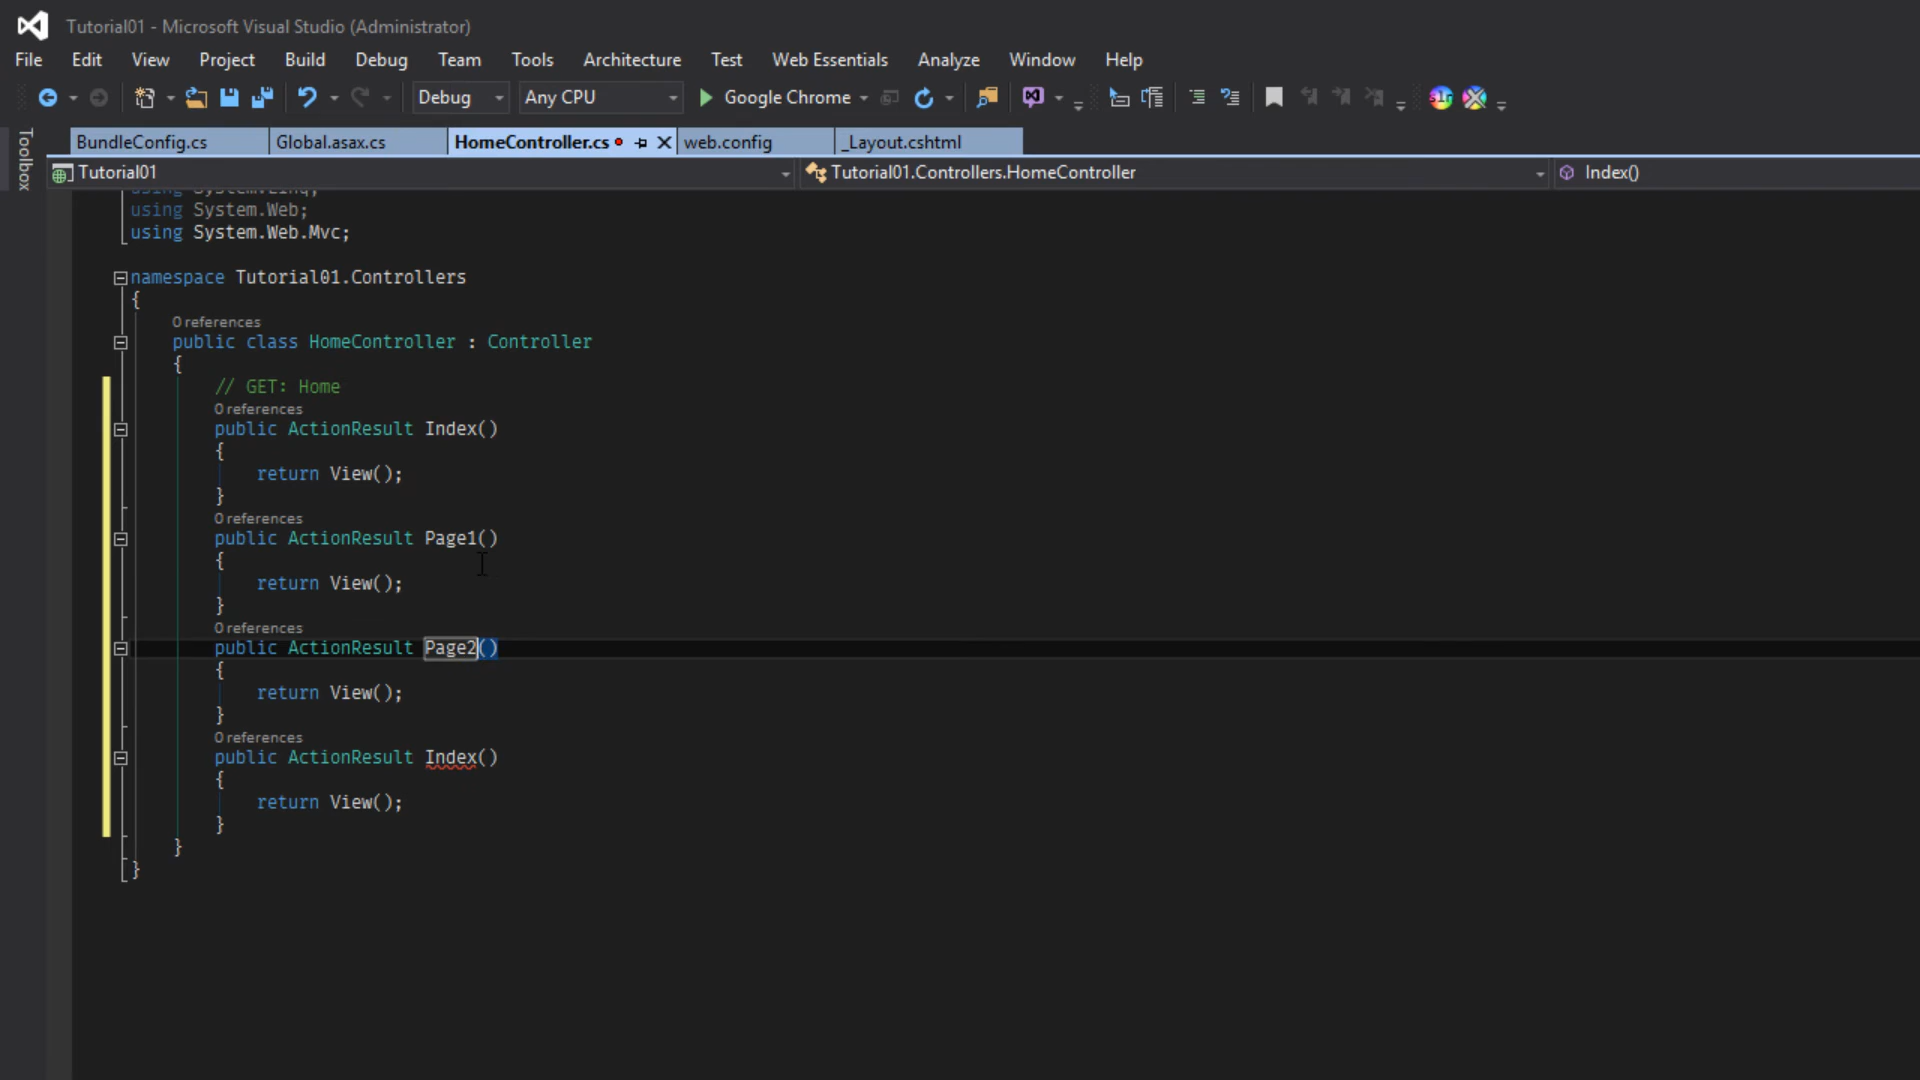 Tutorial01 - Microsoft Visual Studio (Administrator)
File Edit View Project Build Debug Team Tools Architecture Test Web Essentials Analyze Window Help
Debug Any CPU Google Chrome
Toolbox
BundleConfig.cs Global.asax.cs HomeController.cs web.config _Layout.cshtml
Tutorial01 Tutorial01.Controllers.HomeController Index()
using System.Linq;
using System.Web;
using System.Web.Mvc;
namespace Tutorial01.Controllers
{
0 references
public class HomeController : Controller
{
// GET: Home
0 references
public ActionResult Index()
{
return View();
}
0 references
public ActionResult Page1()
{
return View();
}
0 references
public ActionResult Page2()
{
return View();
}
0 references
public ActionResult Index()
{
return View();
}
}
}